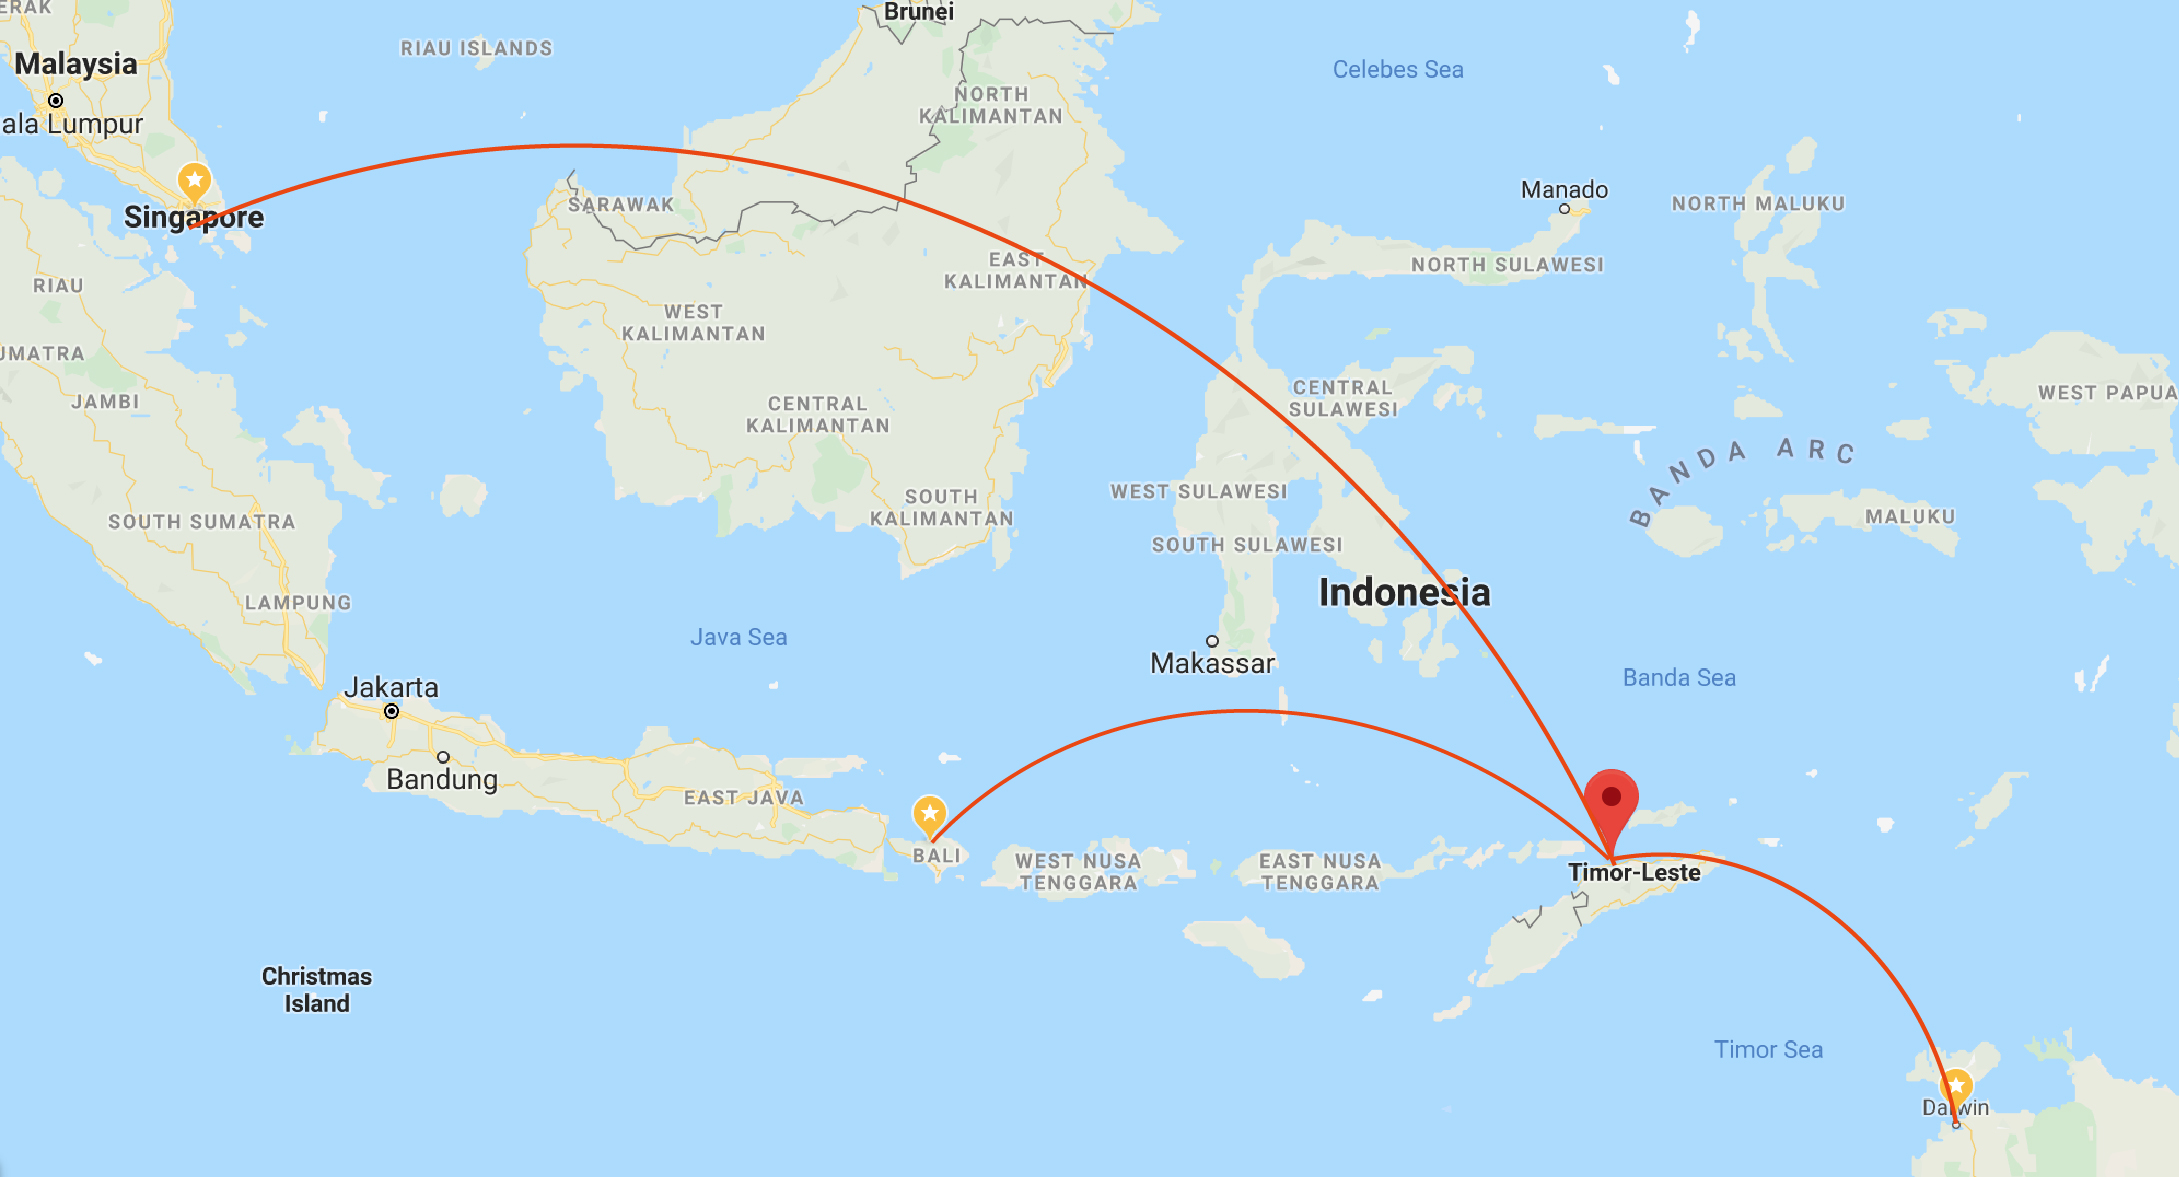 ERAK
Brunei
Malaysia
RIAU ISLANDS
Celebes Sea
NORTH
KALIMANTAN
ala Lumpur
Manado
SARAWAK
NORTH MALUKU
Singapore
EAST
KALIMANTAN
NORTH SULAWESI
RIAU
WEST
KALIMANTAN
UMATRA
CENTRAL
SULAWESI
WEST PAPUA
JAMBI
CENTRAL
KALIMANTAN
BANDA ARC
WEST SULAWESI
SOUTH
KALIMANTAN
MALUKU
SOUTH SUMATRA
SOUTH SULAWESI
Indonesia
LAMPUNG
Java Sea
Makassar
Banda Sea
Jakarta
Bandung
EAST JAVA
BALI
WEST NUSA
TENGGARA
EAST NUSA
TENGGARA
Timor-Leste
Christmas
Island
Timor Sea
Darwin